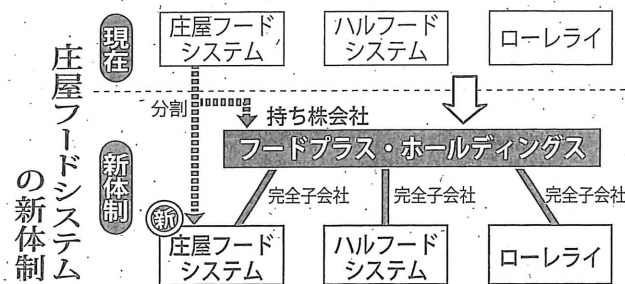 庄屋フードシステム
の新体制
現在
庄屋フード
システム
ハルフード
システム
ローレライ
分割
持ち株会社
フードプラス・ホールディングス
新体制
完全子会社
完全子会社
完全子会社
新
庄屋フード
システム
ハルフード
システム
ローレライ